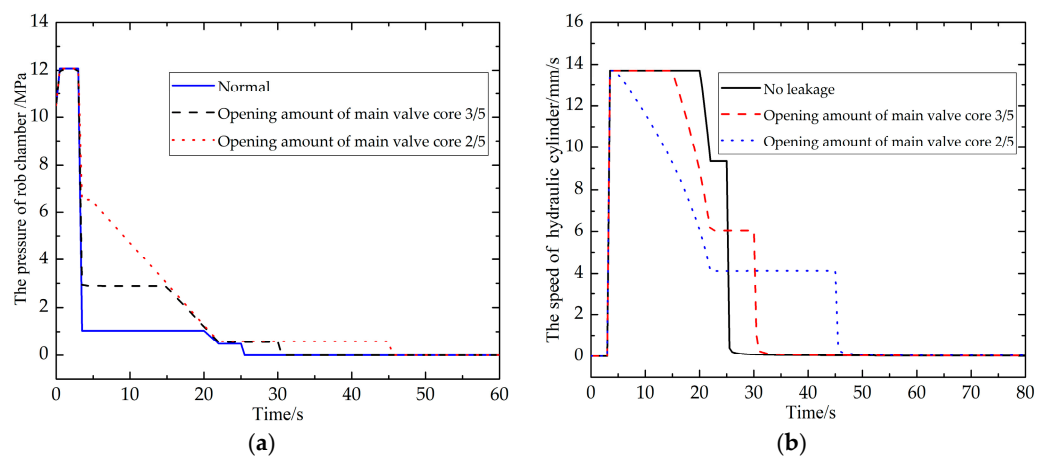 The pressure of rob chamber /MPa
14
12
10
8
6
4
2
0
Normal
Opening amount of main valve core 3/5
Opening amount of main valve core 2/5
0 10 20 30 40 50 60
Time/s
(a)
The speed of hydraulic cylinder/mm/s
16
14
12
10
8
6
4
2
0
No leakage
Opening amount of main valve core 3/5
Opening amount of main valve core 2/5
0 10 20 30 40 50 60 70 80
Time/s
(b)